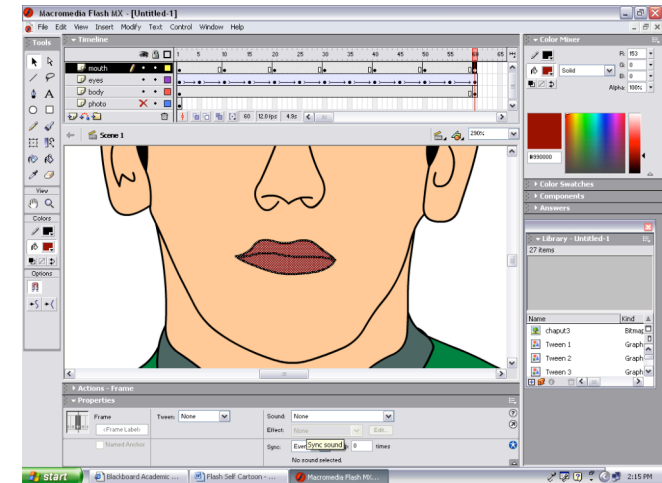 Macromedia Flash MX - [Untitled-1]
File Edit View Insert Modify Text Control Window Help
Tools
Timeline
1 5 10 15 20 25 30 35 40 45 50 55 60 65
mouth
eyes
body
photo
60 12.0 fps 4.9s
Scene 1
290%
View
Colors
Options
Color Mixer
Solid
R: 153
G: 0
B: 0
Alpha: 100%
#990000
Color Swatches
Components
Answers
Library - Untitled-1
27 items
Name Kind
chaput3 Bitmap
Tween 1 Graph
Tween 2 Graph
Tween 3 Graph
Actions - Frame
Properties
Frame Tween: None Sound: None
<Frame Label> Effect: None Edit...
Named Anchor Sync: Even Sync sound 0 times
No sound selected.
start Blackboard Academic ... Flash Self Cartoon - ... Macromedia Flash MX... 2:15 PM